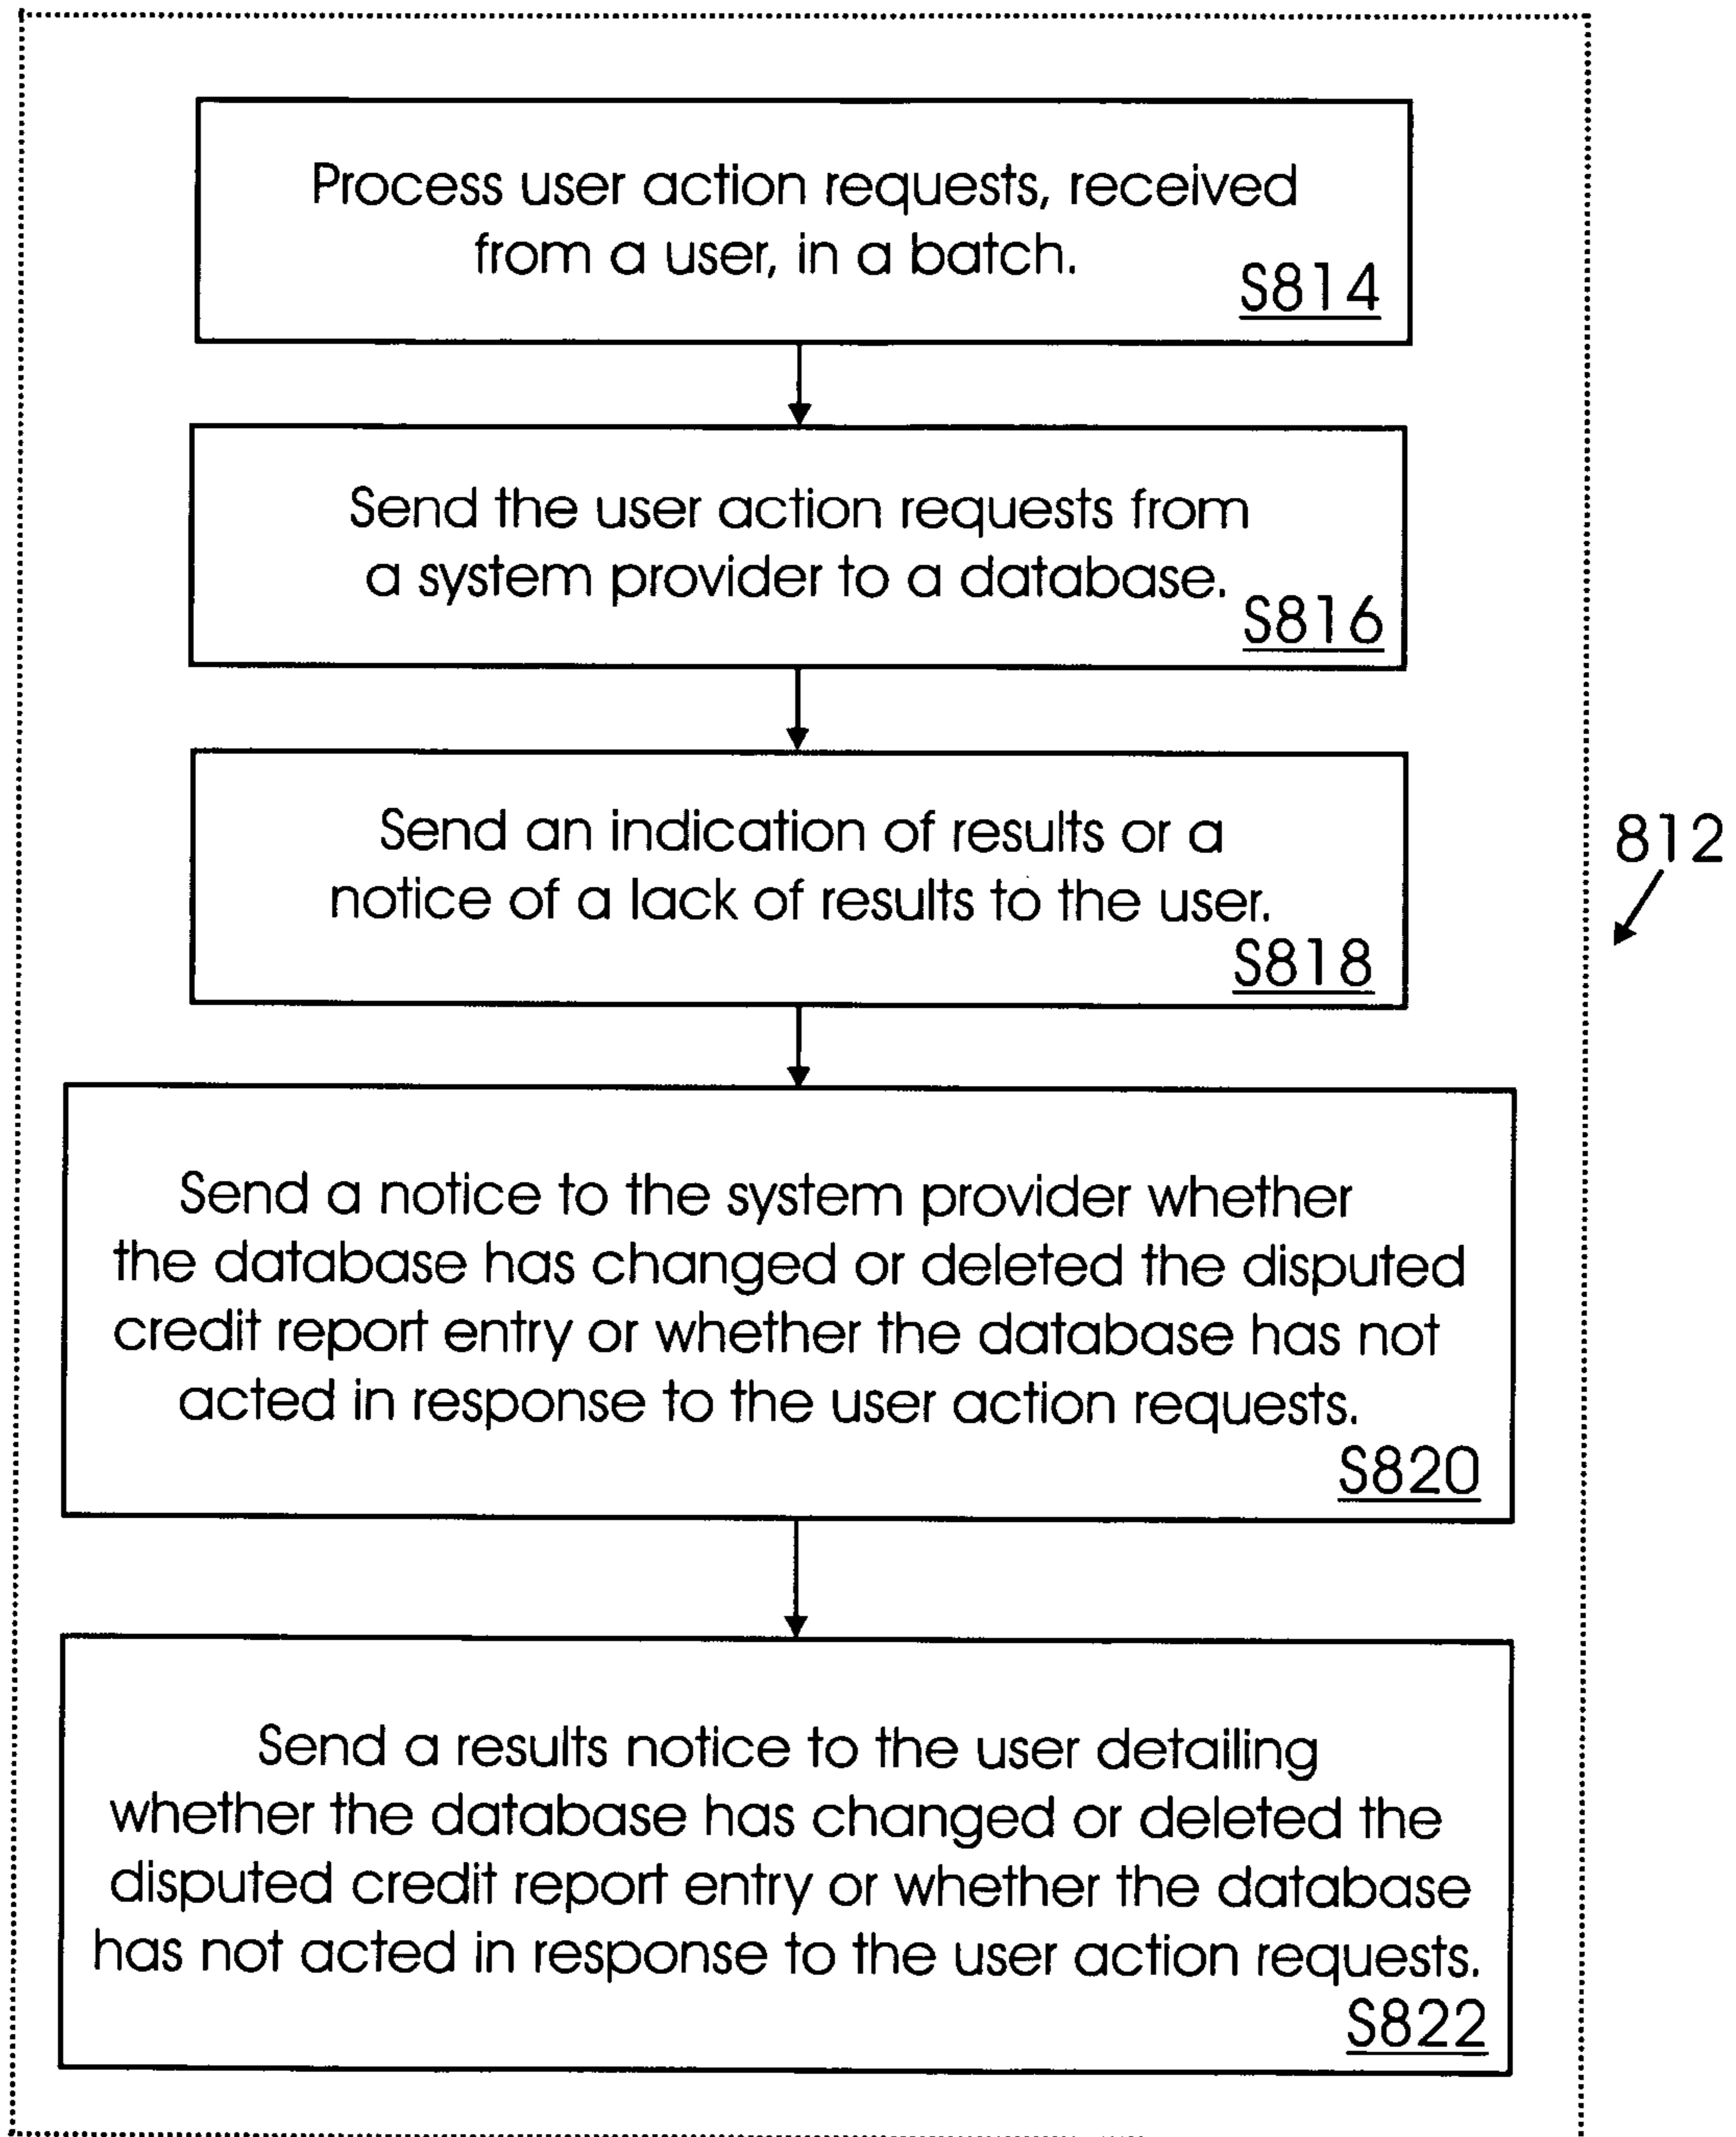 Process user action requests, received
from a user, in a batch.
S814
Send the user action requests from
a system provider to a database.
S816
Send an indication of results or a
notice of a lack of results to the user.
S818
812
Send a notice to the system provider whether
the database has changed or deleted the disputed
credit report entry or whether the database has not
acted in response to the user action requests.
S820
Send a results notice to the user detailing
whether the database has changed or deleted the
disputed credit report entry or whether the database
has not acted in response to the user action requests.
S822